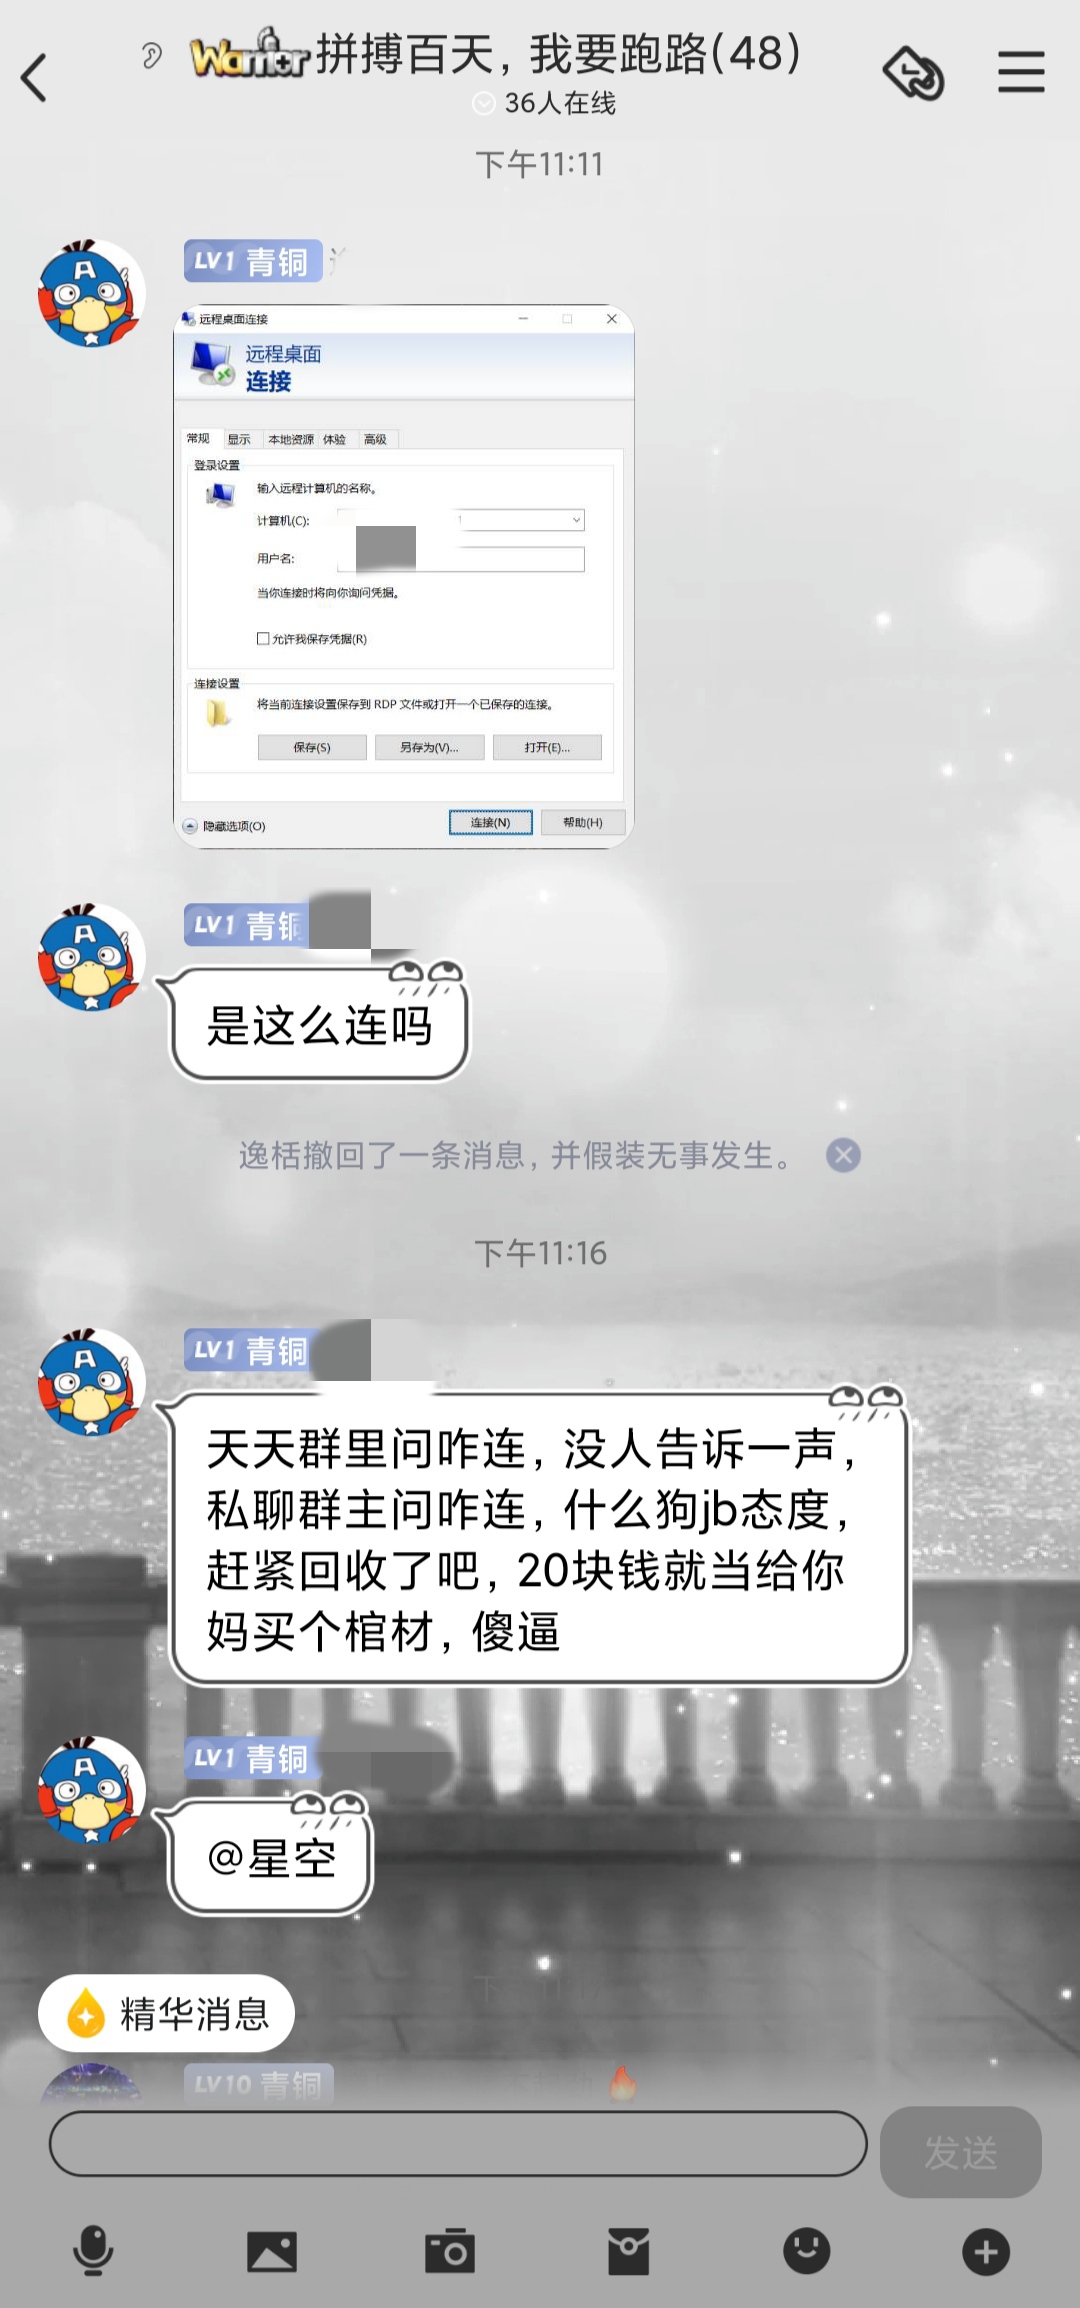 Warrior拼搏百天，我要跑路(48)
36人在线
下午11:11
LV1 青铜
远程桌面连接
远程桌面
连接
常规 显示 本地资源 体验 高级
登录设置
输入远程计算机的名称。
计算机(C):
用户名:
当你连接时将向你询问凭据。
允许我保存凭据(R)
连接设置
将当前连接设置保存到 RDP 文件或打开一个已保存的连接。
保存(S) 另存为(V)... 打开(E)...
隐藏选项(O) 连接(N) 帮助(H)
LV1 青铜
是这么连吗
逸栝撤回了一条消息，并假装无事发生。
下午11:16
LV1 青铜
天天群里问咋连，没人告诉一声，
私聊群主问咋连，什么狗jb态度，
赶紧回收了吧，20块钱就当给你
妈买个棺材，傻逼
LV1 青铜
@星空
精华消息
LV10 青铜
发送